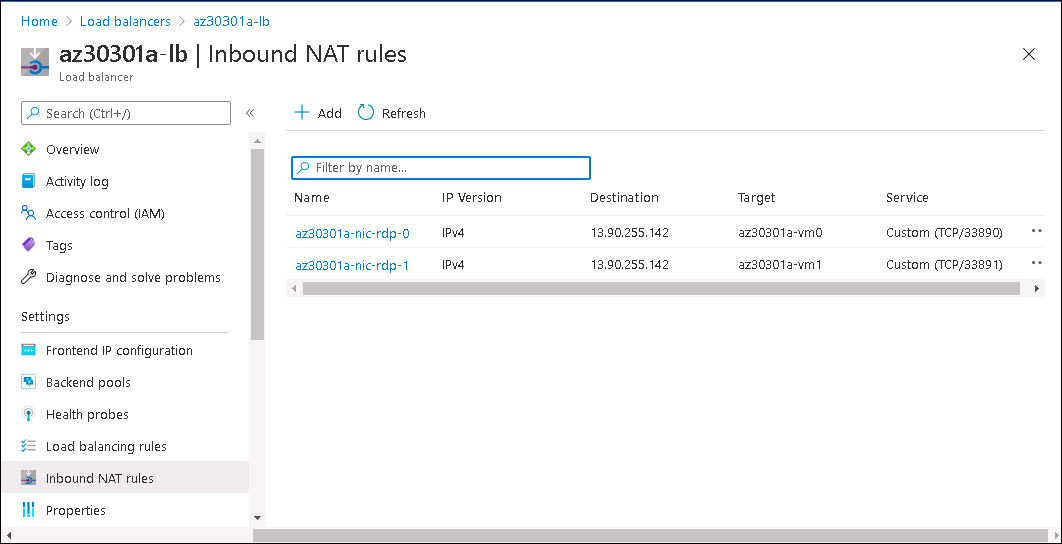 Home > Load balancers > az30301a-lb
az30301a-lb | Inbound NAT rules
Load balancer
Search (Ctrl+/)
«
Overview
Activity log
Access control (IAM)
Tags
Diagnose and solve problems
Settings
Frontend IP configuration
Backend pools
Health probes
Load balancing rules
Inbound NAT rules
Properties
+ Add Refresh
Filter by name...
Name IP Version Destination Target Service
az30301a-nic-rdp-0 IPv4 13.90.255.142 az30301a-vm0 Custom (TCP/33890)
az30301a-nic-rdp-1 IPv4 13.90.255.142 az30301a-vm1 Custom (TCP/33891)